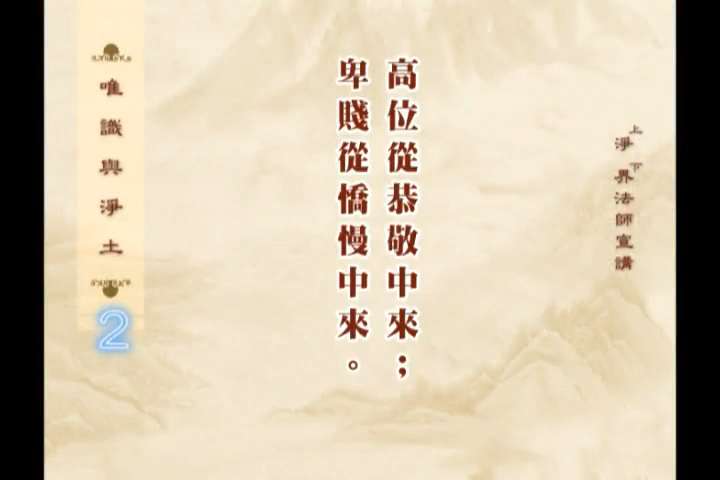 上淨下界法師宣講
高位從恭敬中來；
卑賤從憍慢中來。
唯識與淨土
2